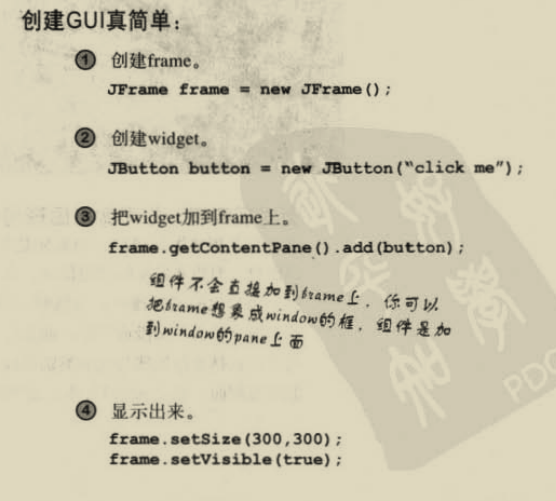 创建GUI真简单：
1 创建frame。
JFrame frame = new JFrame();
2 创建widget。
JButton button = new JButton("click me");
3 把widget加到frame上。
frame.getContentPane().add(button);
组件不会直接加到frame上，你可以
把frame想象成window的框，组件是加
到window的pane上面
4 显示出来。
frame.setSize(300,300);
frame.setVisible(true);
PDG